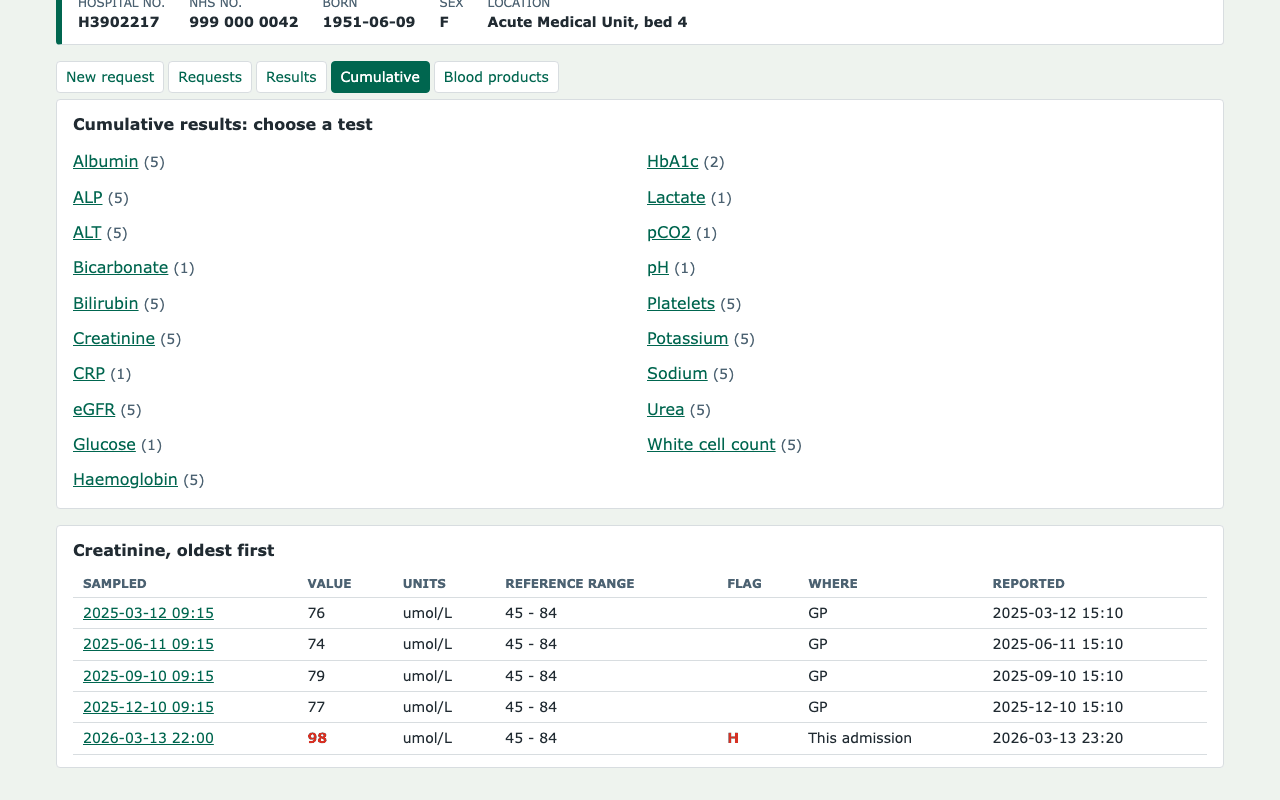 HOSPITAL NO. NHS NO. BORN SEX LOCATION
H3902217 999 000 0042 1951-06-09 F Acute Medical Unit, bed 4
New request Requests Results Cumulative Blood products
Cumulative results: choose a test
Albumin (5)
ALP (5)
ALT (5)
Bicarbonate (1)
Bilirubin (5)
Creatinine (5)
CRP (1)
eGFR (5)
Glucose (1)
Haemoglobin (5)
HbA1c (2)
Lactate (1)
pCO2 (1)
pH (1)
Platelets (5)
Potassium (5)
Sodium (5)
Urea (5)
White cell count (5)
Creatinine, oldest first
SAMPLED VALUE UNITS REFERENCE RANGE FLAG WHERE REPORTED
2025-03-12 09:15 76 umol/L 45 - 84 GP 2025-03-12 15:10
2025-06-11 09:15 74 umol/L 45 - 84 GP 2025-06-11 15:10
2025-09-10 09:15 79 umol/L 45 - 84 GP 2025-09-10 15:10
2025-12-10 09:15 77 umol/L 45 - 84 GP 2025-12-10 15:10
2026-03-13 22:00 98 umol/L 45 - 84 H This admission 2026-03-13 23:20